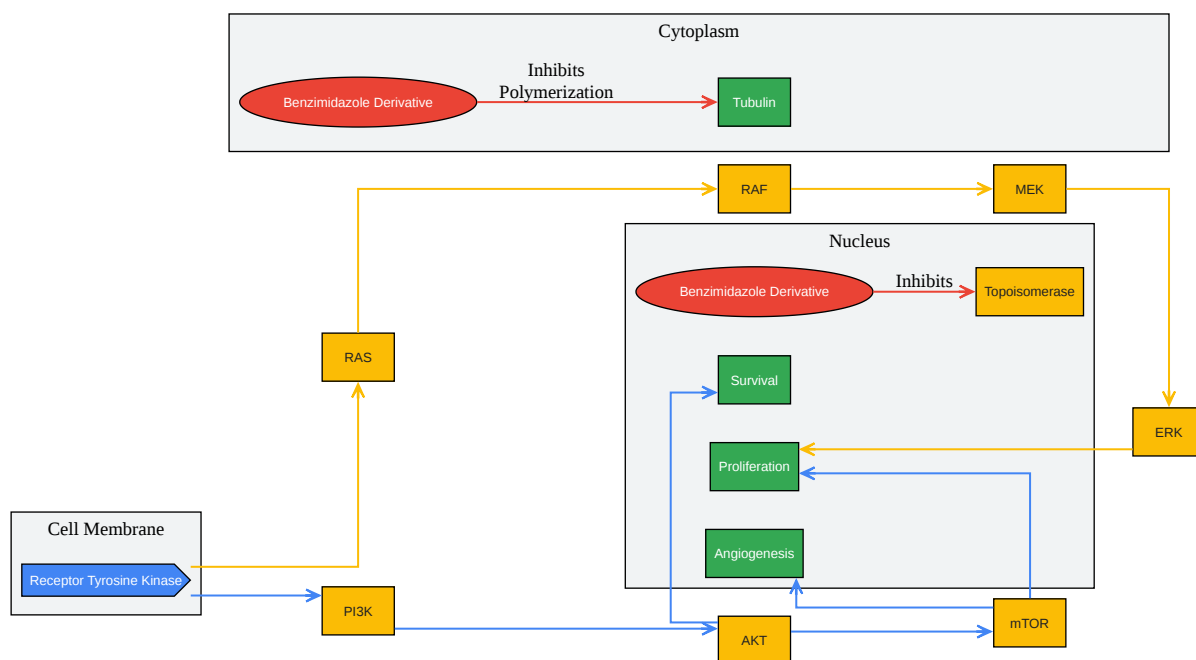 Cytoplasm
Inhibits
Polymerization
Benzimidazole Derivative
Tubulin
RAF
MEK
Nucleus
Benzimidazole Derivative
Inhibits
Topoisomerase
RAS
Survival
ERK
Proliferation
Cell Membrane
Receptor Tyrosine Kinase
Angiogenesis
PI3K
AKT
mTOR